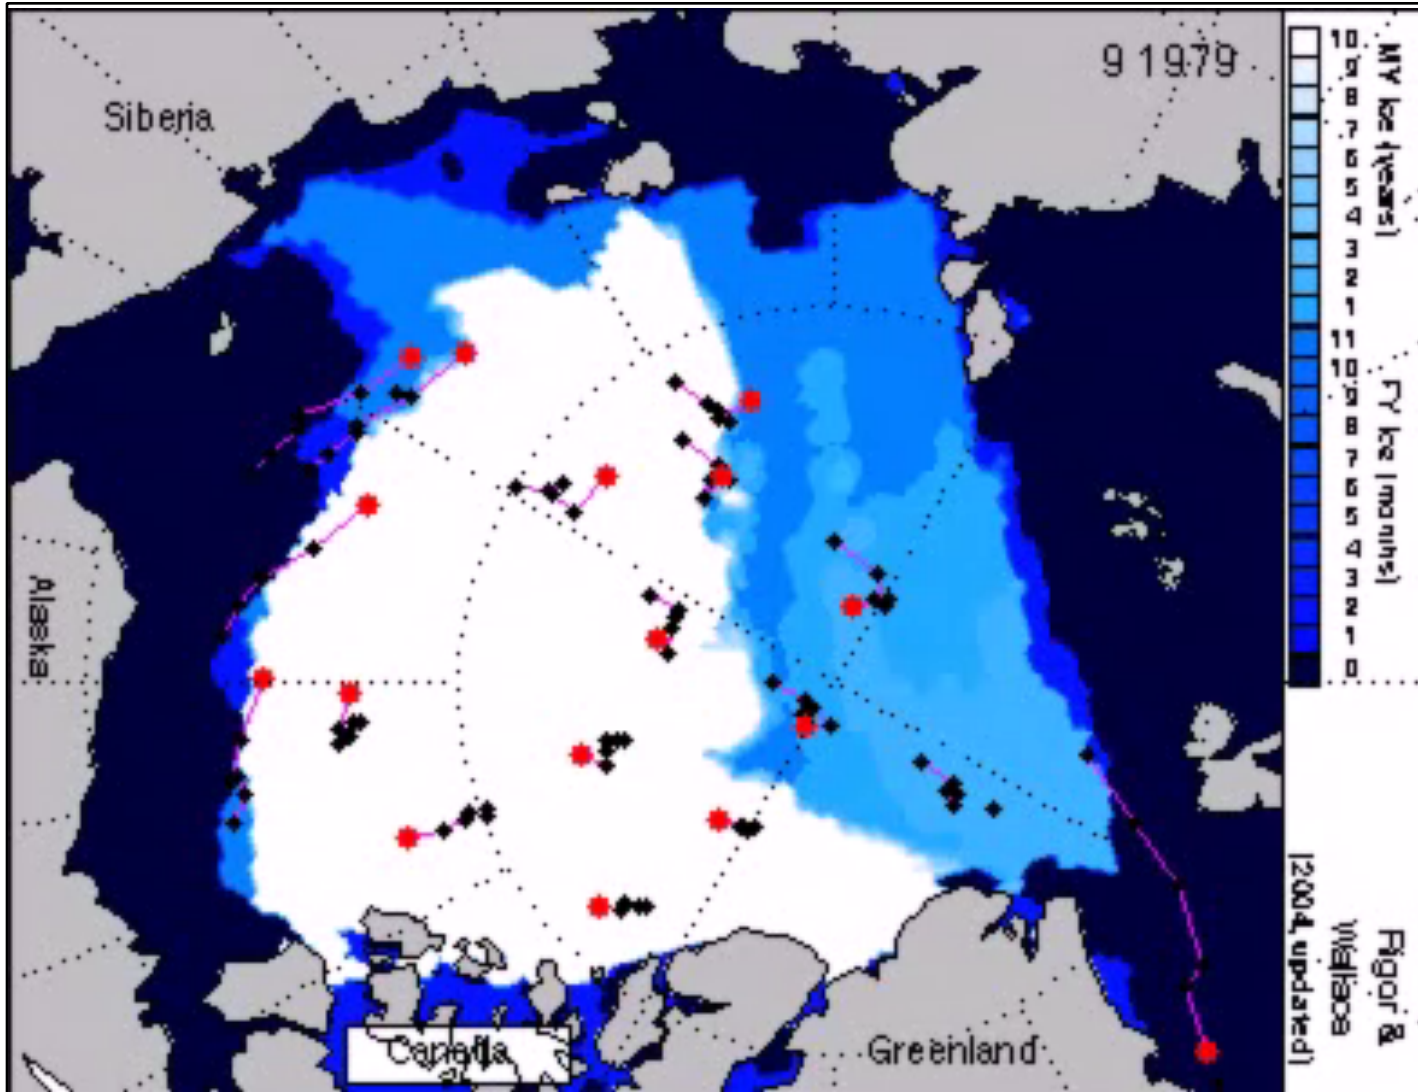 9 1979
Siberia
Alaska
Canada
Greenland
10
9
8
7
6
5
4
3
2
1
11
10
9
8
7
6
5
4
3
2
1
0
MY Ice (years)
FY Ice (months)
Rigor &
Wallace
(2004, updated)